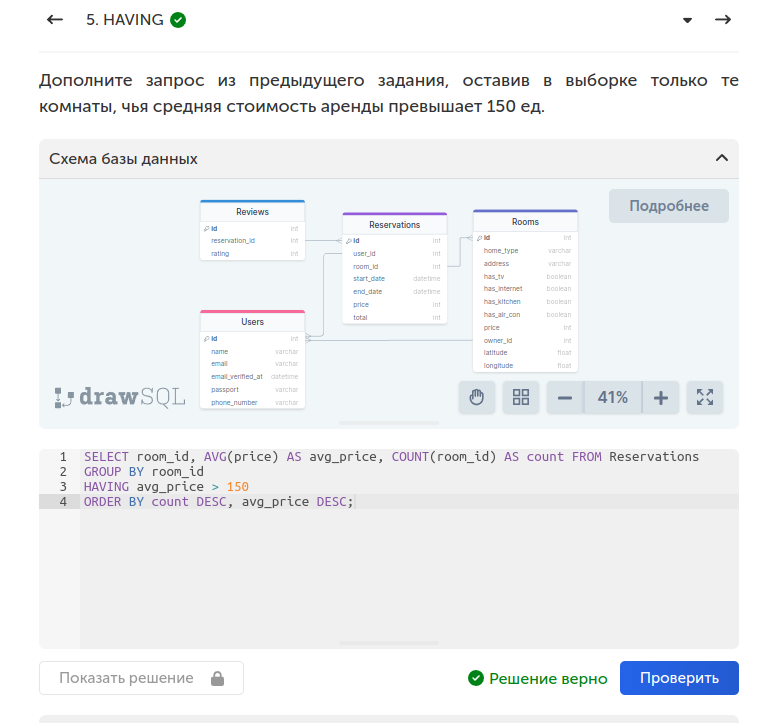 5. HAVING
Дополните запрос из предыдущего задания, оставив в выборке только те
комнаты, чья средняя стоимость аренды превышает 150 ед.
Схема базы данных
Подробнее
Reviews
id int
reservation_id int
rating int
Reservations
id int
user_id int
room_id int
start_date datetime
end_date datetime
price int
total int
Rooms
id int
home_type varchar
address varchar
has_tv boolean
has_internet boolean
has_kitchen boolean
has_air_con boolean
price int
owner_id int
latitude float
longitude float
Users
id int
name varchar
email varchar
email_verified_at datetime
passport varchar
phone_number varchar
drawSQL
41%
1 SELECT room_id, AVG(price) AS avg_price, COUNT(room_id) AS count FROM Reservations
2 GROUP BY room_id
3 HAVING avg_price > 150
4 ORDER BY count DESC, avg_price DESC;
Показать решение
Решение верно
Проверить